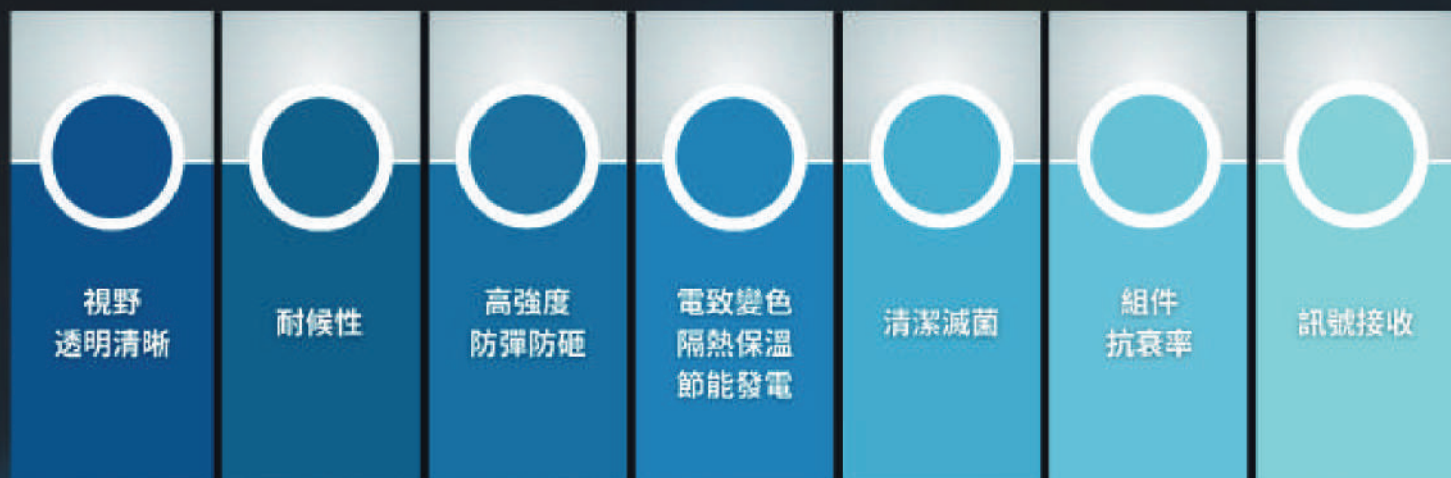 視野
透明清晰
耐候性
高強度
防彈防砸
電致變色
隔熱保溫
節能發電
清潔滅菌
組件
抗衰率
訊號接收